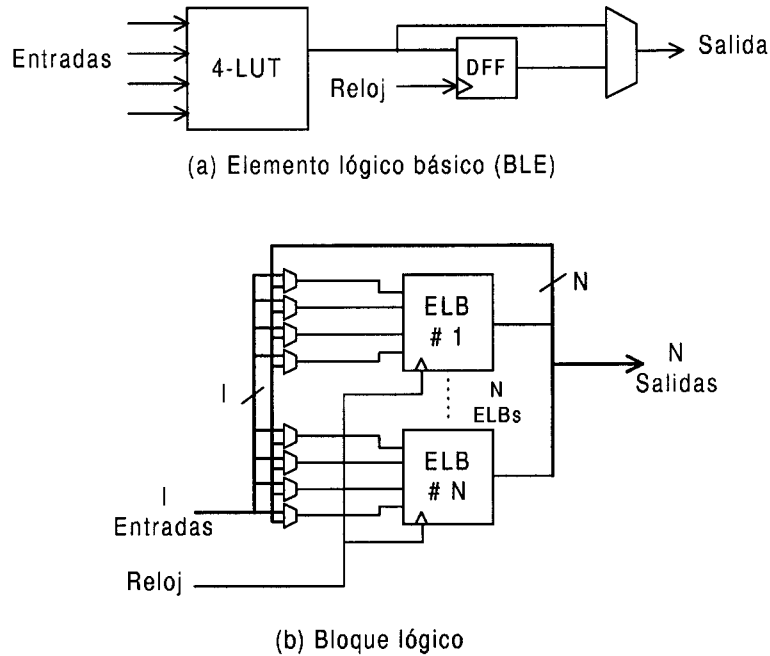 Entradas
4-LUT
Reloj
DFF
Salida
(a) Elemento lógico básico (BLE)
N
ELB
# 1
N
Salidas
I
N
ELBs
ELB
# N
I
Entradas
Reloj
(b) Bloque lógico